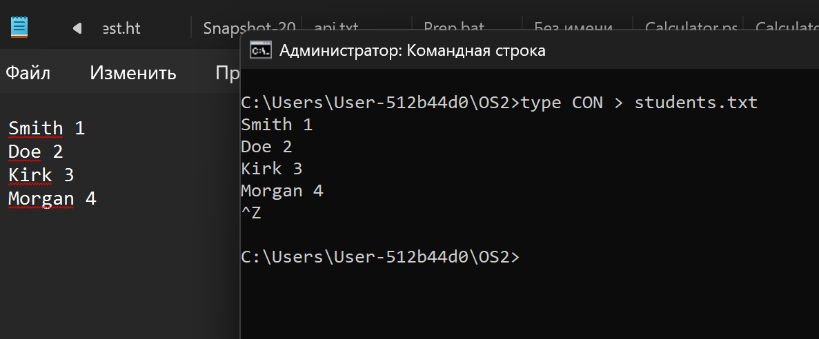 est.ht
Snapshot-20
api.txt
Prep.bat
Без имени
Calculator.ps
Calculato
Файл
Изменить
Пр
Smith 1
Doe 2
Kirk 3
Morgan 4
Администратор: Командная строка
C:\Users\User-512b44d0\OS2>type CON > students.txt
Smith 1
Doe 2
Kirk 3
Morgan 4
^Z
C:\Users\User-512b44d0\OS2>